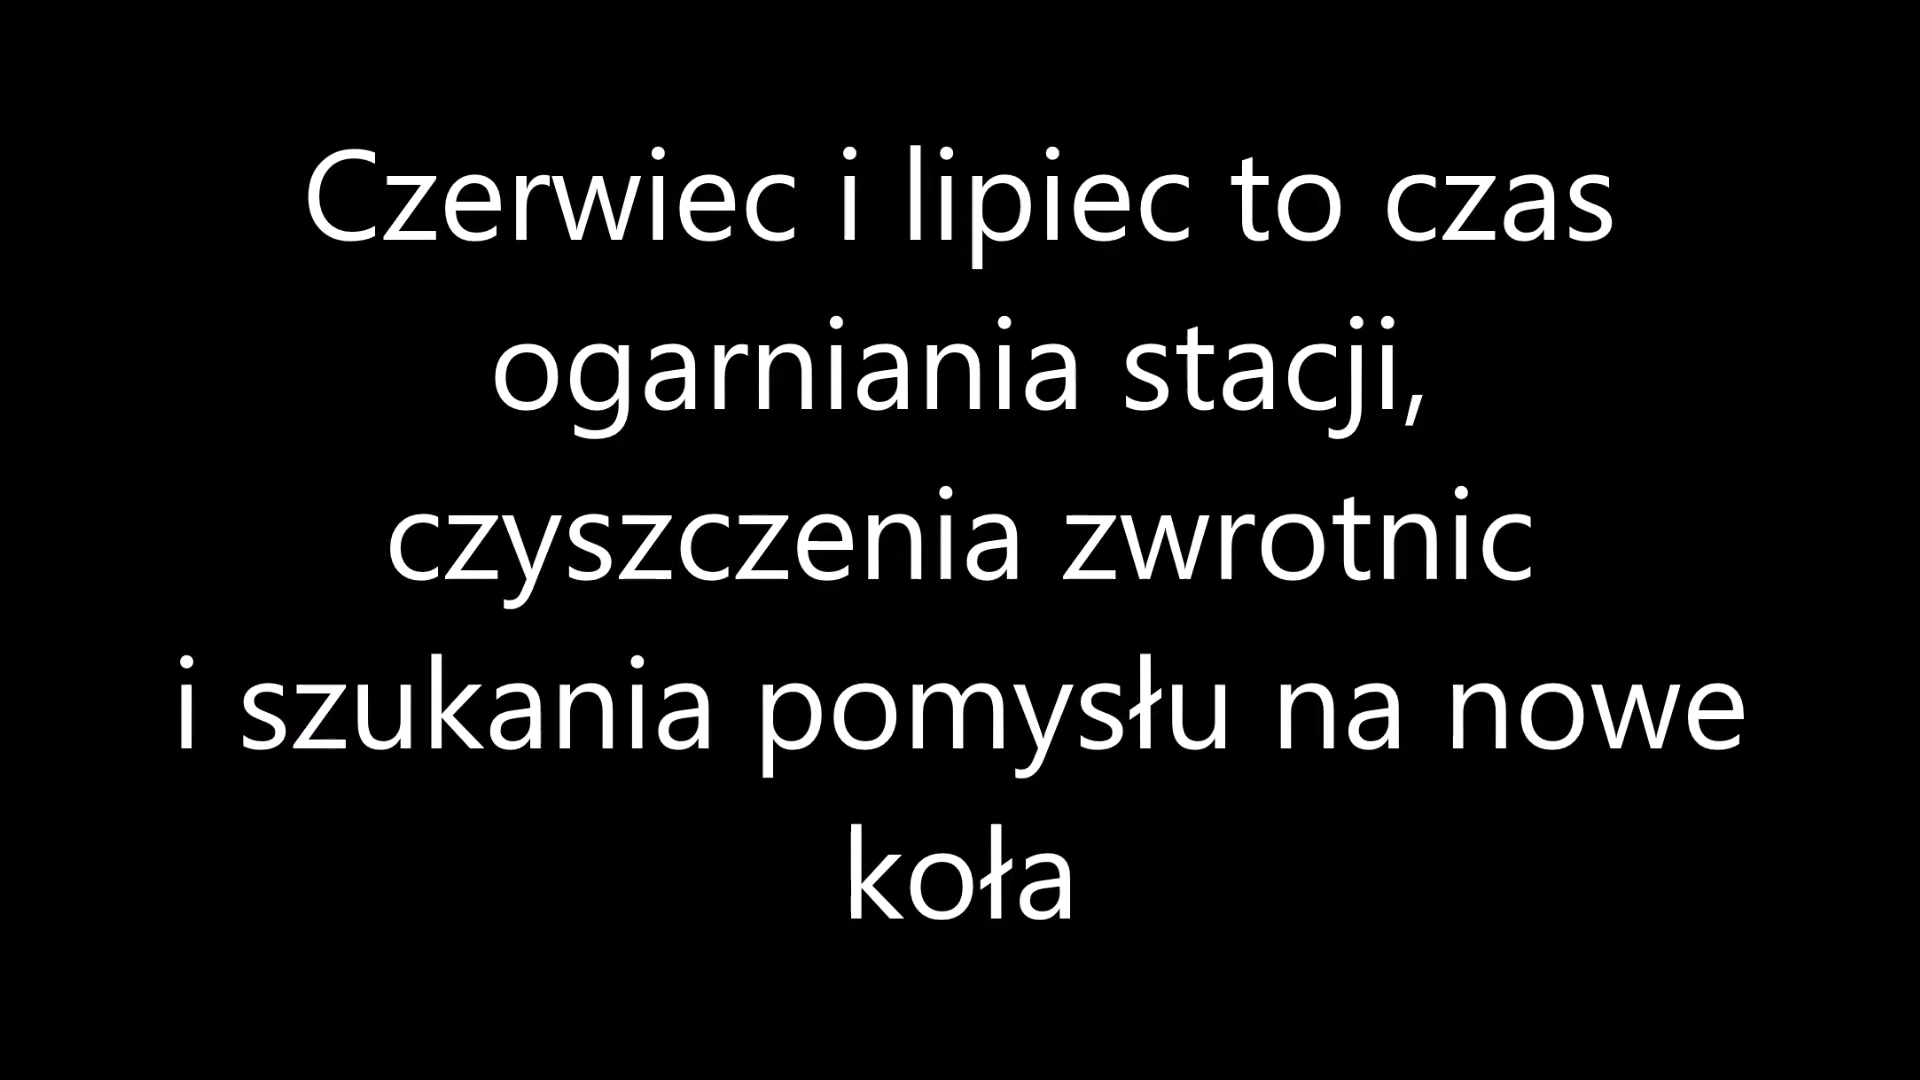 Czerwiec i lipiec to czas
ogarniania stacji,
czyszczenia zwrotnic
i szukania pomysłu na nowe
koła